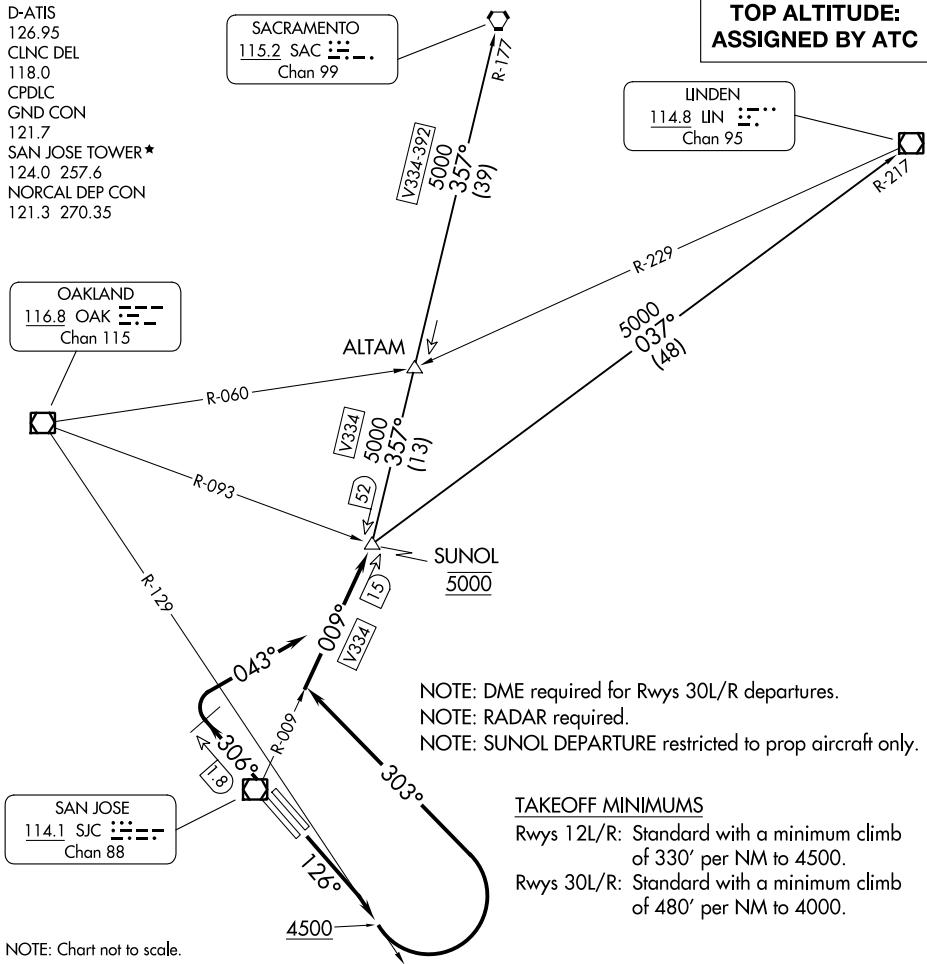 D-ATIS
126.95
CLNC DEL
118.0
CPDLC
GND CON
121.7
SAN JOSE TOWER★
124.0 257.6
NORCAL DEP CON
121.3 270.35
SACRAMENTO
115.2 SAC
Chan 99
R-177
TOP ALTITUDE:
ASSIGNED BY ATC
LINDEN
114.8 LIN
Chan 95
R-217
V334-392
5000
357°
(39)
R-229
OAKLAND
116.8 OAK
Chan 115
ALTAM
5000
037°
(48)
R-060
V334
5000
357°
(13)
R-093
52
SUNOL
5000
15
R-129
009°
V334
043°
NOTE: DME required for Rwys 30L/R departures.
NOTE: RADAR required.
NOTE: SUNOL DEPARTURE restricted to prop aircraft only.
R-009
306°
1.8
303°
SAN JOSE
114.1 SJC
Chan 88
TAKEOFF MINIMUMS
Rwys 12L/R: Standard with a minimum climb
of 330' per NM to 4500.
Rwys 30L/R: Standard with a minimum climb
of 480' per NM to 4000.
126°
4500
NOTE: Chart not to scale.